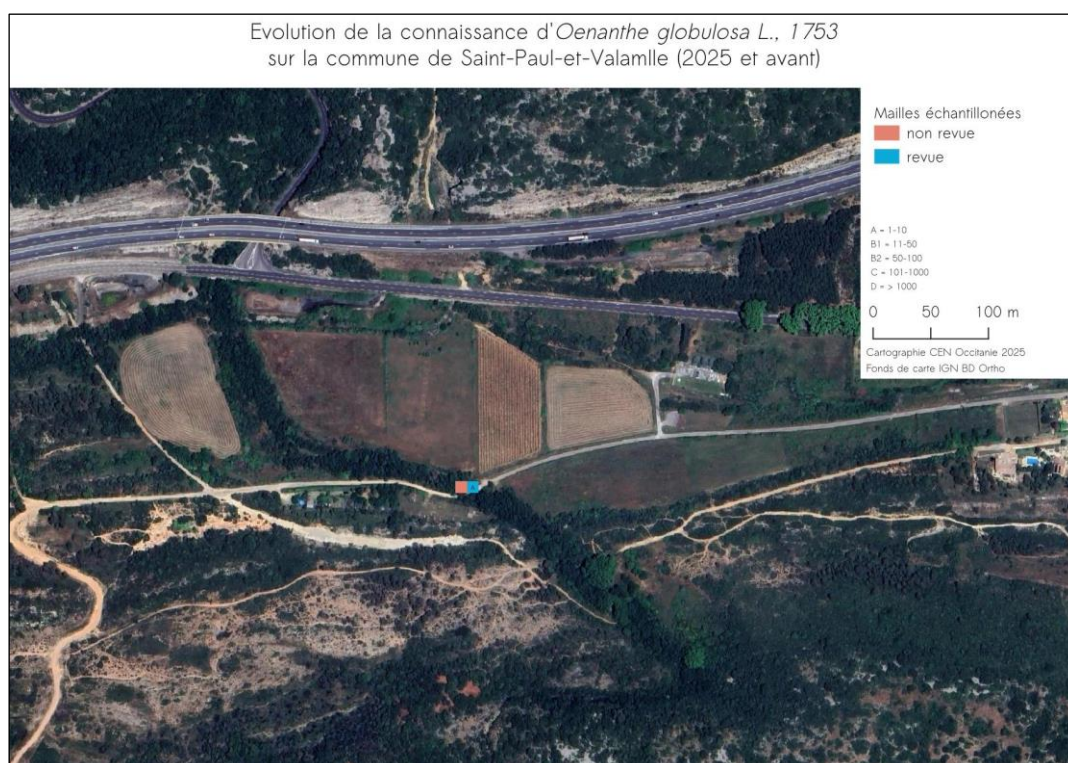 Evolution de la connaissance d'Oenanthe globulosa L., 1753
sur la commune de Saint-Paul-et-Valamlle (2025 et avant)
Mailles échantillonées
non revue
revue
A = 1-10
B1 = 11-50
B2 = 50-100
C = 101-1000
D = > 1000
0 50 100 m
Cartographie CEN Occitanie 2025
Fonds de carte IGN BD Ortho
A